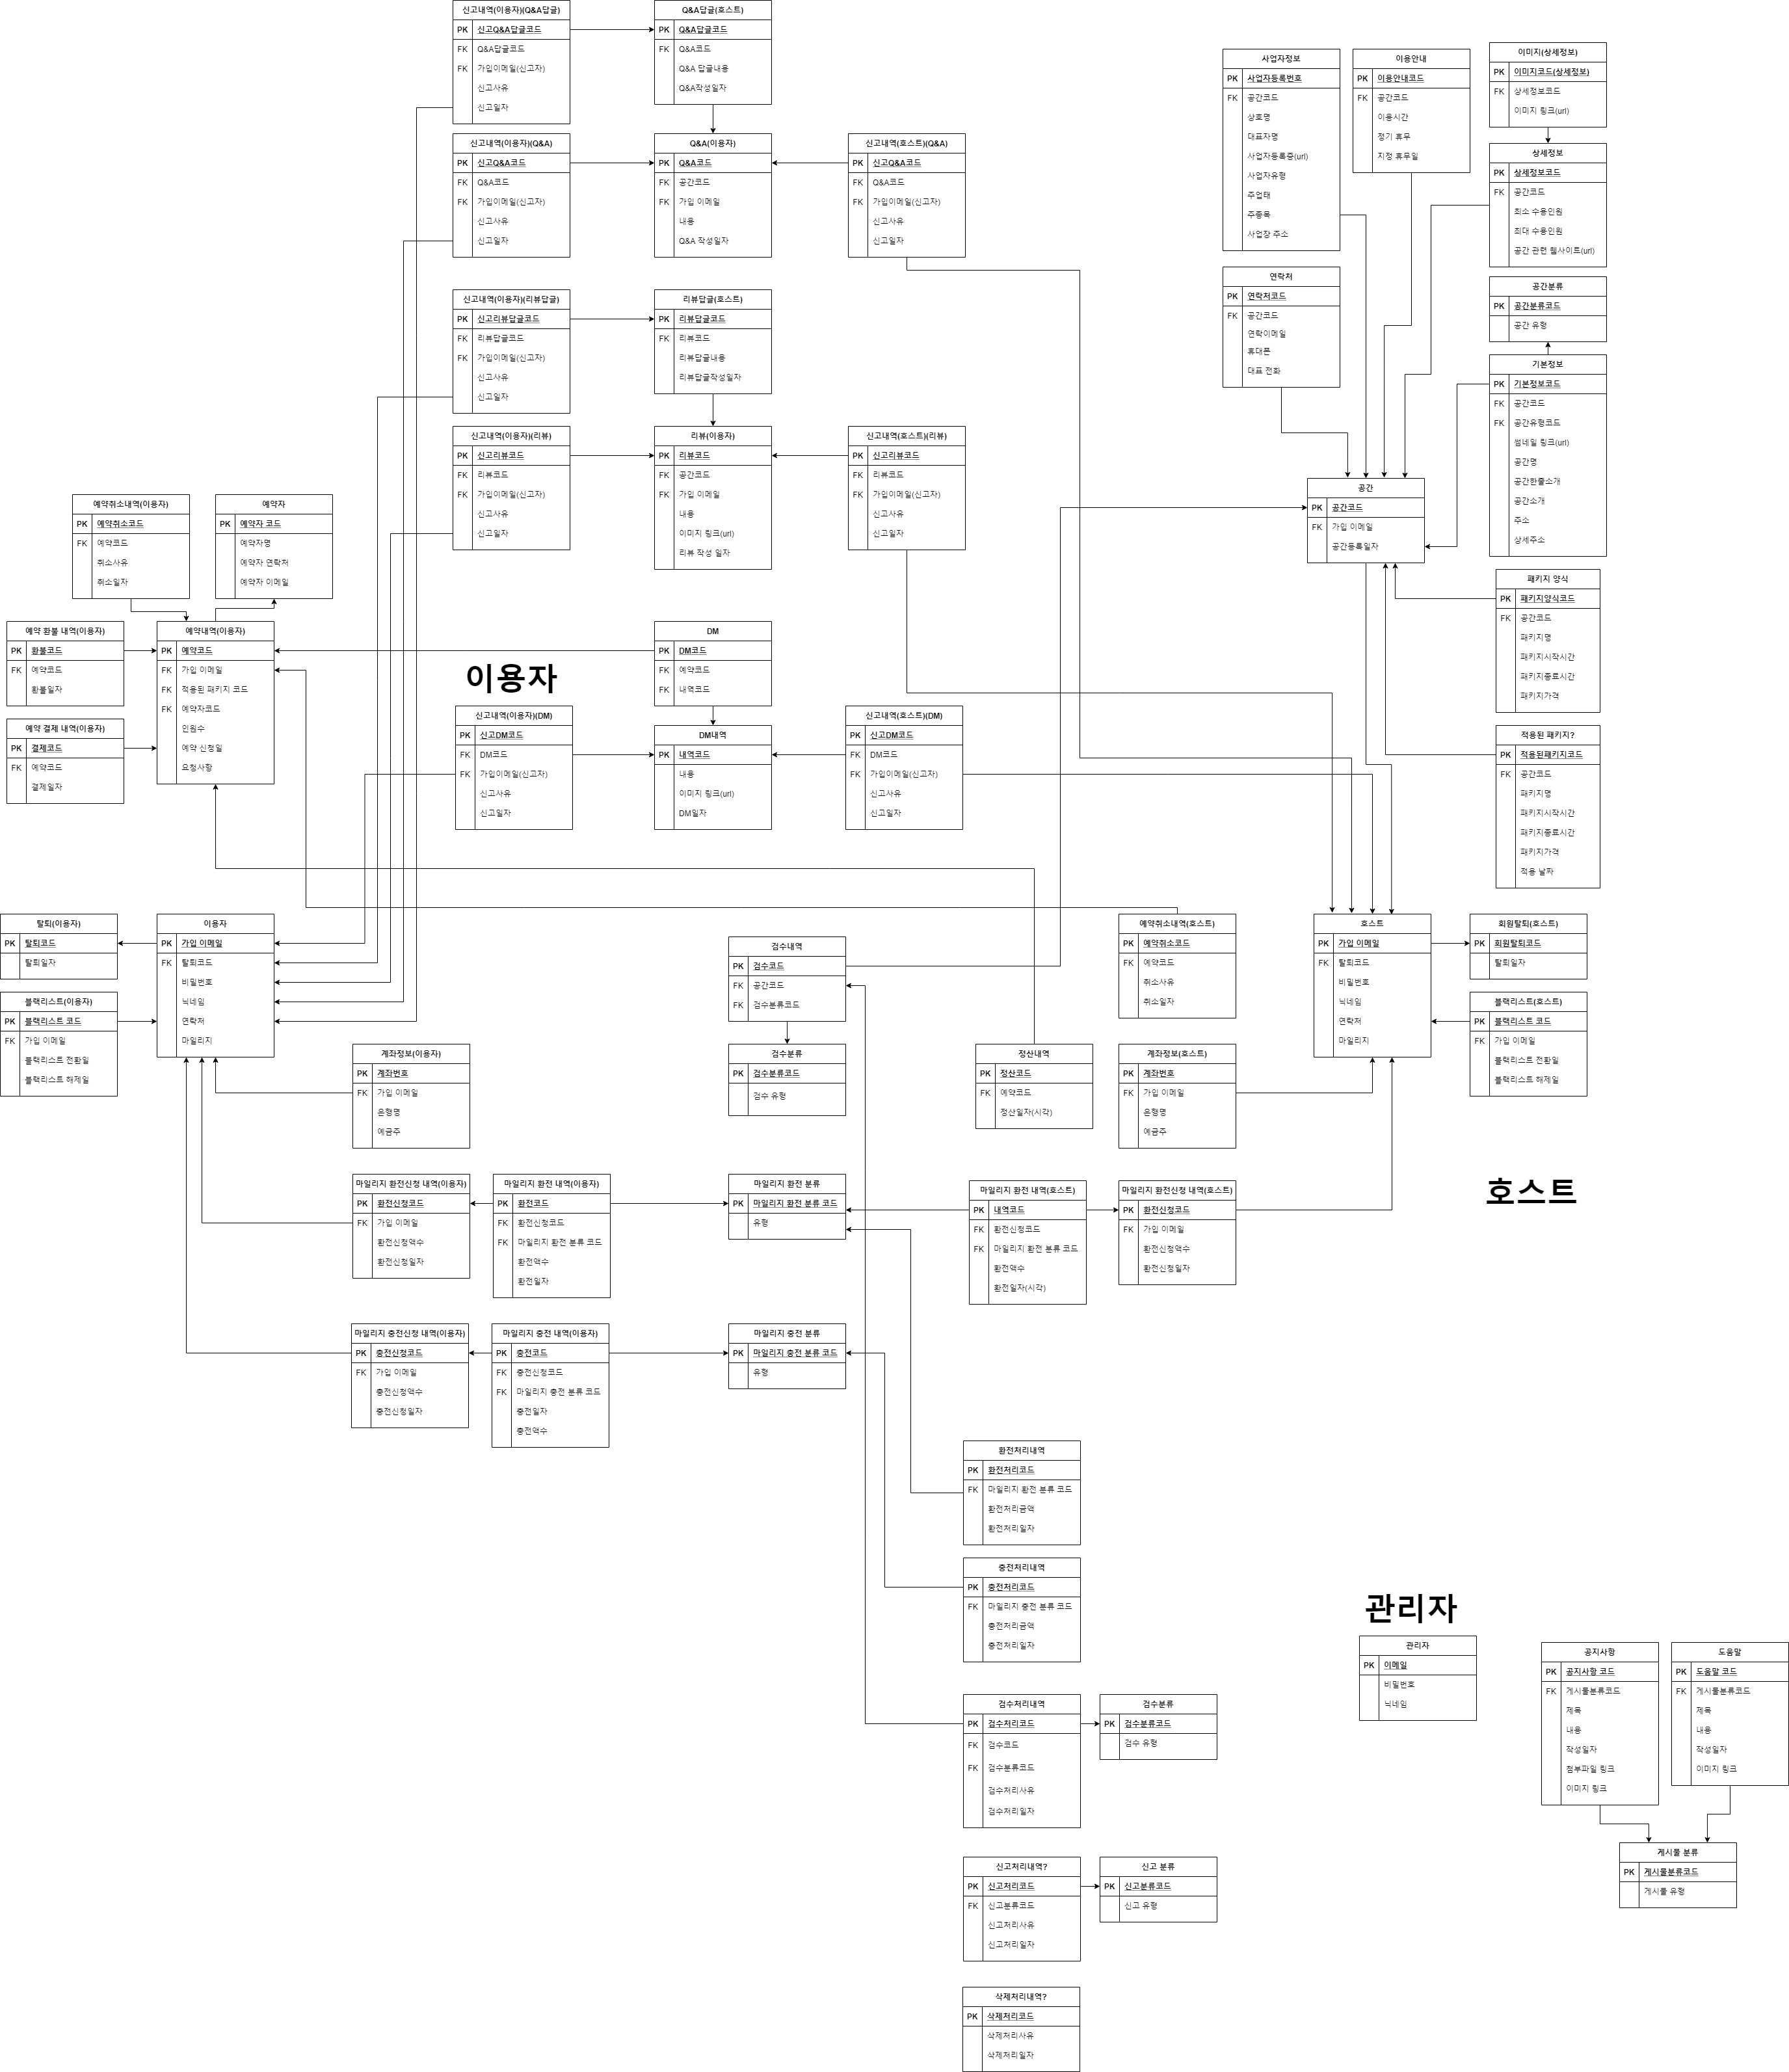 신고내역(이용자)(Q&A답글)
PK 신고Q&A답글코드
FK Q&A답글코드
FK 가입이메일(신고자)
신고사유
신고일자
Q&A답글(호스트)
PK Q&A답글코드
FK Q&A코드
Q&A 답글내용
Q&A작성일자
사업자정보
PK 사업자등록번호
FK 공간코드
상호명
대표자명
사업자등록증(url)
사업자유형
주업태
주종목
사업장 주소
이용안내
PK 이용안내코드
FK 공간코드
이용시간
정기 휴무
지정 휴무일
이미지(상세정보)
PK 이미지코드(상세정보)
FK 상세정보코드
이미지 링크(url)
신고내역(이용자)(Q&A)
PK 신고Q&A코드
FK Q&A코드
FK 가입이메일(신고자)
신고사유
신고일자
Q&A(이용자)
PK Q&A코드
FK 공간코드
FK 가입 이메일
내용
Q&A 작성일자
신고내역(호스트)(Q&A)
PK 신고Q&A코드
FK Q&A코드
FK 가입이메일(신고자)
신고사유
신고일자
상세정보
PK 상세정보코드
FK 공간코드
최소 수용인원
최대 수용인원
공간 관련 웹사이트(url)
연락처
PK 연락처코드
FK 공간코드
연락이메일
휴대폰
대표 전화
공간분류
PK 공간분류코드
공간 유형
신고내역(이용자)(리뷰답글)
PK 신고리뷰답글코드
FK 리뷰답글코드
FK 가입이메일(신고자)
신고사유
신고일자
리뷰답글(호스트)
PK 리뷰답글코드
FK 리뷰코드
리뷰답글내용
리뷰답글작성일자
기본정보
PK 기본정보코드
FK 공간코드
FK 공간유형코드
썸네일 링크(url)
공간명
공간한줄소개
공간소개
주소
상세주소
신고내역(이용자)(리뷰)
PK 신고리뷰코드
FK 리뷰코드
FK 가입이메일(신고자)
신고사유
신고일자
리뷰(이용자)
PK 리뷰코드
FK 공간코드
FK 가입 이메일
내용
이미지 링크(url)
리뷰 작성 일자
신고내역(호스트)(리뷰)
PK 신고리뷰코드
FK 리뷰코드
FK 가입이메일(신고자)
신고사유
신고일자
공간
PK 공간코드
FK 가입 이메일
공간등록일자
예약취소내역(이용자)
PK 예약취소코드
FK 예약코드
취소사유
취소일자
예약자
PK 예약자 코드
예약자명
예약자 연락처
예약자 이메일
패키지 양식
PK 패키지양식코드
FK 공간코드
패키지명
패키지시작시간
패키지종료시간
패키지가격
예약 환불 내역(이용자)
PK 환불코드
FK 예약코드
환불일자
예약내역(이용자)
PK 예약코드
FK 가입 이메일
FK 적용된 패키지 코드
FK 예약자코드
인원수
예약 신청일
요청사항
이용자
DM
PK DM코드
FK 예약코드
FK 내역코드
예약 결제 내역(이용자)
PK 결제코드
FK 예약코드
결제일자
신고내역(이용자)(DM)
PK 신고DM코드
FK DM코드
FK 가입이메일(신고자)
신고사유
신고일자
DM내역
PK 내역코드
내용
이미지 링크(url)
DM일자
신고내역(호스트)(DM)
PK 신고DM코드
FK DM코드
FK 가입이메일(신고자)
신고사유
신고일자
적용된 패키지?
PK 적용된패키지코드
FK 공간코드
패키지명
패키지시작시간
패키지종료시간
패키지가격
적용 날짜
탈퇴(이용자)
PK 탈퇴코드
탈퇴일자
이용자
PK 가입 이메일
FK 탈퇴코드
비밀번호
닉네임
연락처
마일리지
검수내역
PK 검수코드
FK 공간코드
FK 검수분류코드
예약취소내역(호스트)
PK 예약취소코드
FK 예약코드
취소사유
취소일자
호스트
PK 가입 이메일
FK 탈퇴코드
비밀번호
닉네임
연락처
마일리지
회원탈퇴(호스트)
PK 회원탈퇴코드
탈퇴일자
블랙리스트(이용자)
PK 블랙리스트 코드
FK 가입 이메일
블랙리스트 전환일
블랙리스트 해제일
블랙리스트(호스트)
PK 블랙리스트 코드
FK 가입 이메일
블랙리스트 전환일
블랙리스트 해제일
계좌정보(이용자)
PK 계좌번호
FK 가입 이메일
은행명
예금주
검수분류
PK 검수분류코드
검수 유형
정산내역
PK 정산코드
FK 예약코드
정산일자(시각)
계좌정보(호스트)
PK 계좌번호
FK 가입 이메일
은행명
예금주
마일리지 환전신청 내역(이용자)
PK 환전신청코드
FK 가입 이메일
환전신청액수
환전신청일자
마일리지 환전 내역(이용자)
PK 환전코드
FK 환전신청코드
FK 마일리지 환전 분류 코드
환전액수
환전일자
마일리지 환전 분류
PK 마일리지 환전 분류 코드
유형
마일리지 환전 내역(호스트)
PK 내역코드
FK 환전신청코드
FK 마일리지 환전 분류 코드
환전액수
환전일자(시각)
마일리지 환전신청 내역(호스트)
PK 환전신청코드
FK 가입 이메일
환전신청액수
환전신청일자
호스트
마일리지 충전신청 내역(이용자)
PK 충전신청코드
FK 가입 이메일
충전신청액수
충전신청일자
마일리지 충전 내역(이용자)
PK 충전코드
FK 충전신청코드
FK 마일리지 충전 분류 코드
충전일자
충전액수
마일리지 충전 분류
PK 마일리지 충전 분류 코드
유형
환전처리내역
PK 환전처리코드
FK 마일리지 환전 분류 코드
환전처리금액
환전처리일자
충전처리내역
PK 충전처리코드
FK 마일리지 충전 분류 코드
충전처리금액
충전처리일자
관리자
관리자
PK 이메일
비밀번호
닉네임
공지사항
PK 공지사항 코드
FK 게시물분류코드
제목
내용
작성일자
첨부파일 링크
이미지 링크
도움말
PK 도움말 코드
FK 게시물분류코드
제목
내용
작성일자
이미지 링크
검수처리내역
PK 검수처리코드
FK 검수코드
FK 검수분류코드
검수처리사유
검수처리일자
검수분류
PK 검수분류코드
검수 유형
게시물 분류
PK 게시물분류코드
게시물 유형
신고처리내역?
PK 신고처리코드
FK 신고분류코드
신고처리사유
신고처리일자
신고 분류
PK 신고분류코드
신고 유형
삭제처리내역?
PK 삭제처리코드
삭제처리사유
삭제처리일자